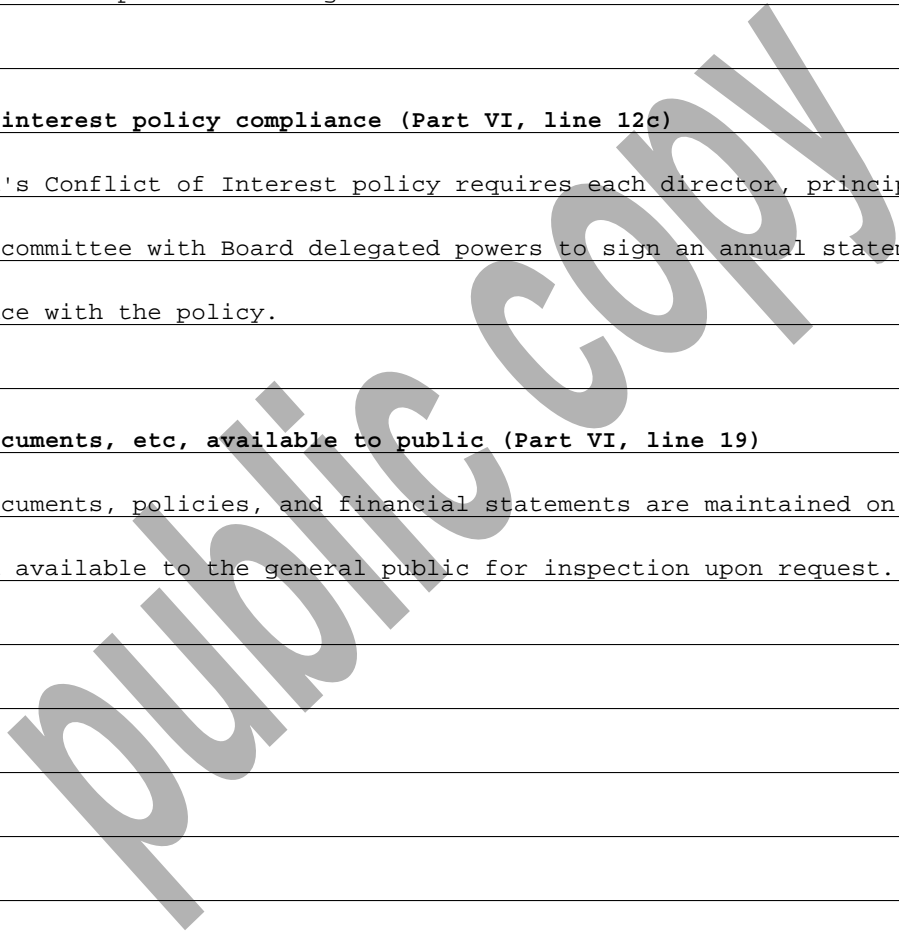 interest policy compliance (Part VI, line 12c)
's Conflict of Interest policy requires each director, princip
committee with Board delegated powers to sign an annual state
ce with the policy.
cuments, etc, available to public (Part VI, line 19)
cuments, policies, and financial statements are maintained on
available to the general public for inspection upon request.
public copy